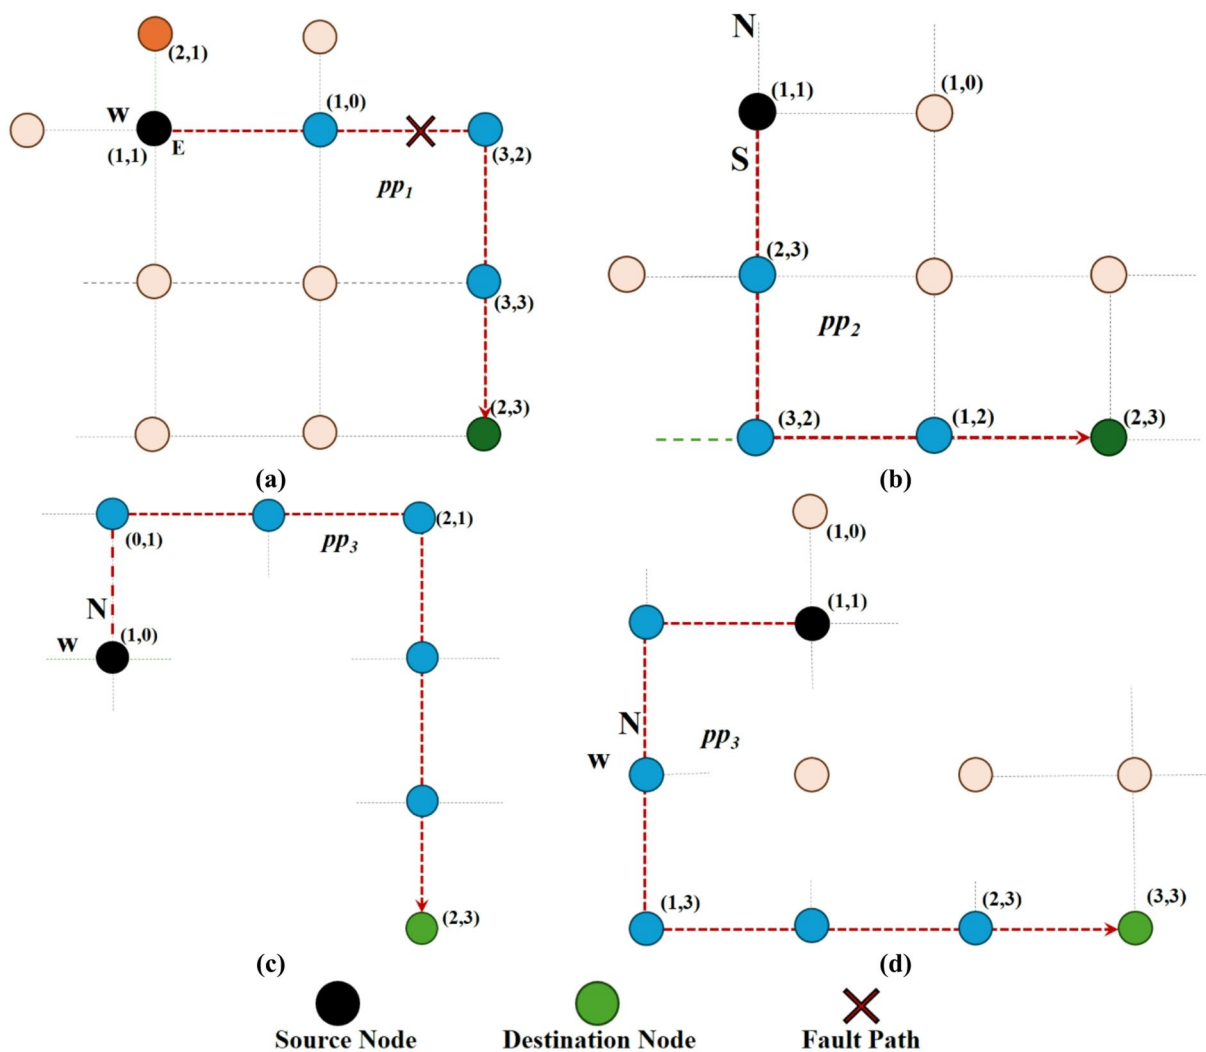 (2,1)
w
(1,0)
(1,1)
E
(3,2)
pp1
(3,3)
(2,3)
(a)
N
(1,1)
(1,0)
S
(2,3)
pp2
(3,2)
(1,2)
(2,3)
(b)
(0,1)
pp3
(2,1)
N
w
(1,0)
(2,3)
(c)
(1,0)
(1,1)
N
pp3
w
(1,3)
(2,3)
(3,3)
(d)
Source Node
Destination Node
Fault Path